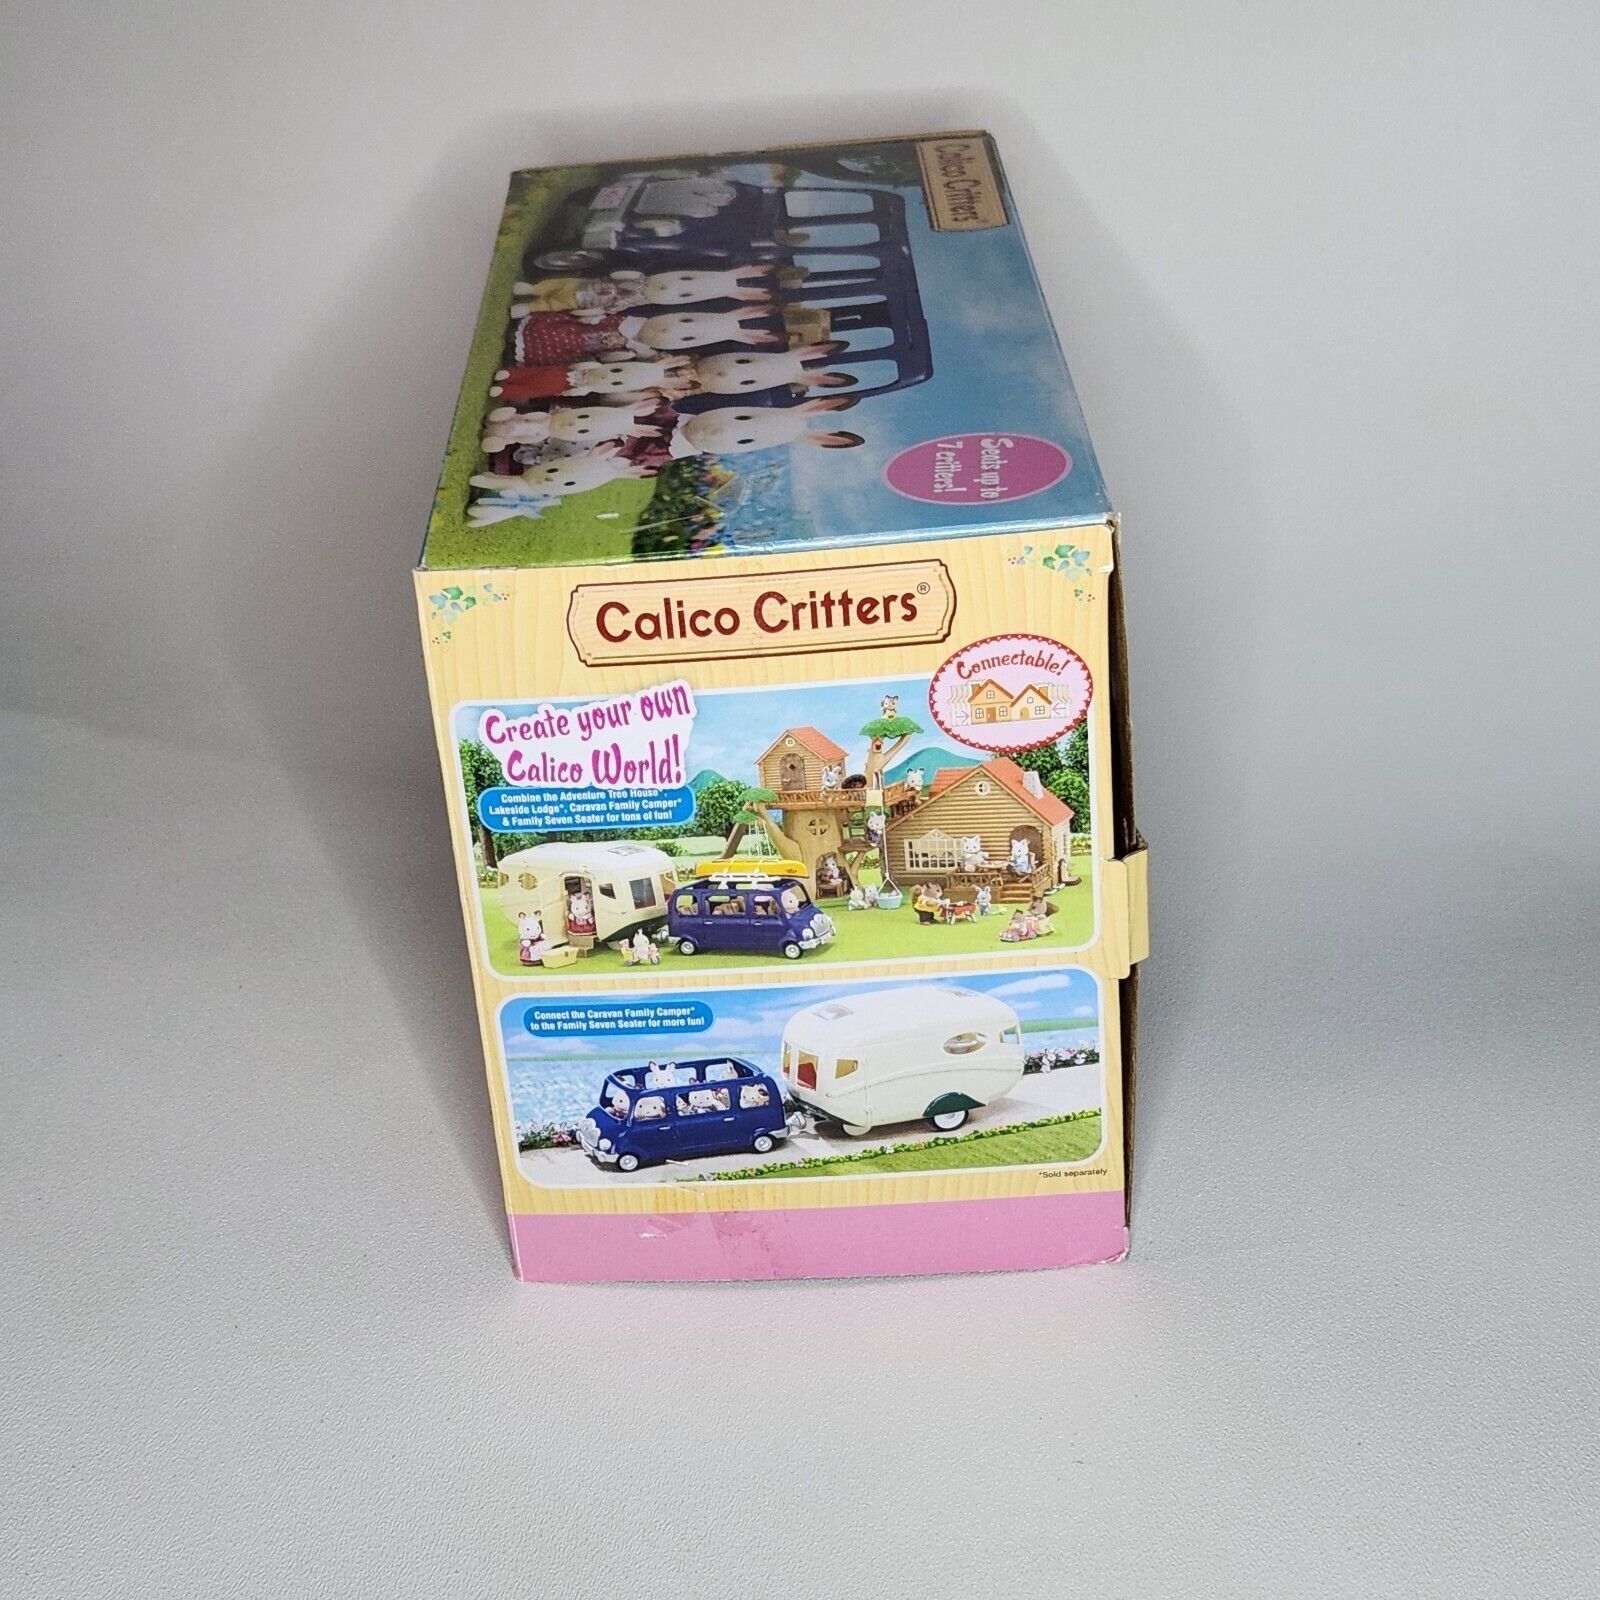 Calico Critters®
Seats up to
7 critters!
Calico Critters®
Connectable!
Create your own
Calico World!
Combine the Adventure Tree House*,
Lakeside Lodge*, Caravan Family Camper*
& Family Seven Seater for tons of fun!
Connect the Caravan Family Camper*
to the Family Seven Seater for more fun!
*Sold separately